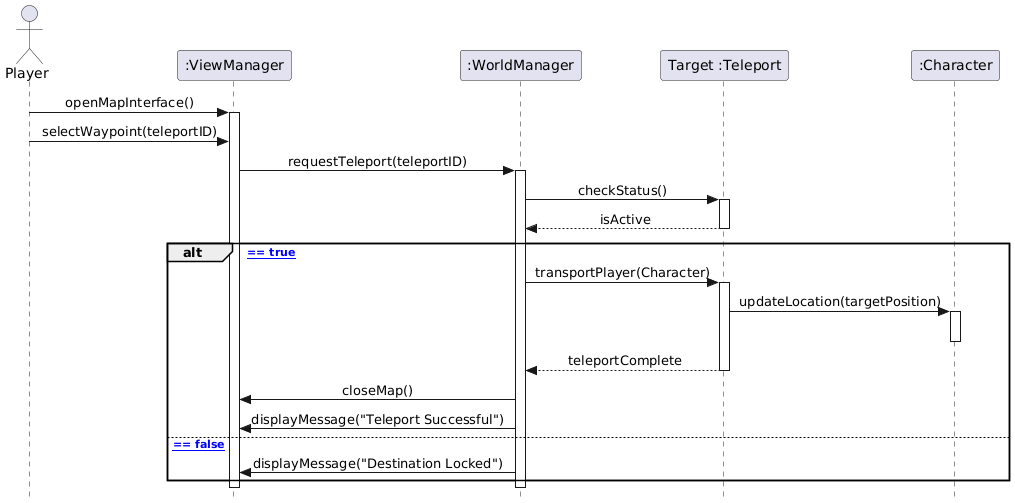 Player
:ViewManager
:WorldManager
Target :Teleport
:Character
openMapInterface()
selectWaypoint(teleportID)
requestTeleport(teleportID)
checkStatus()
isActive
alt
== true
transportPlayer(Character)
updateLocation(targetPosition)
teleportComplete
closeMap()
displayMessage("Teleport Successful")
== false
displayMessage("Destination Locked")